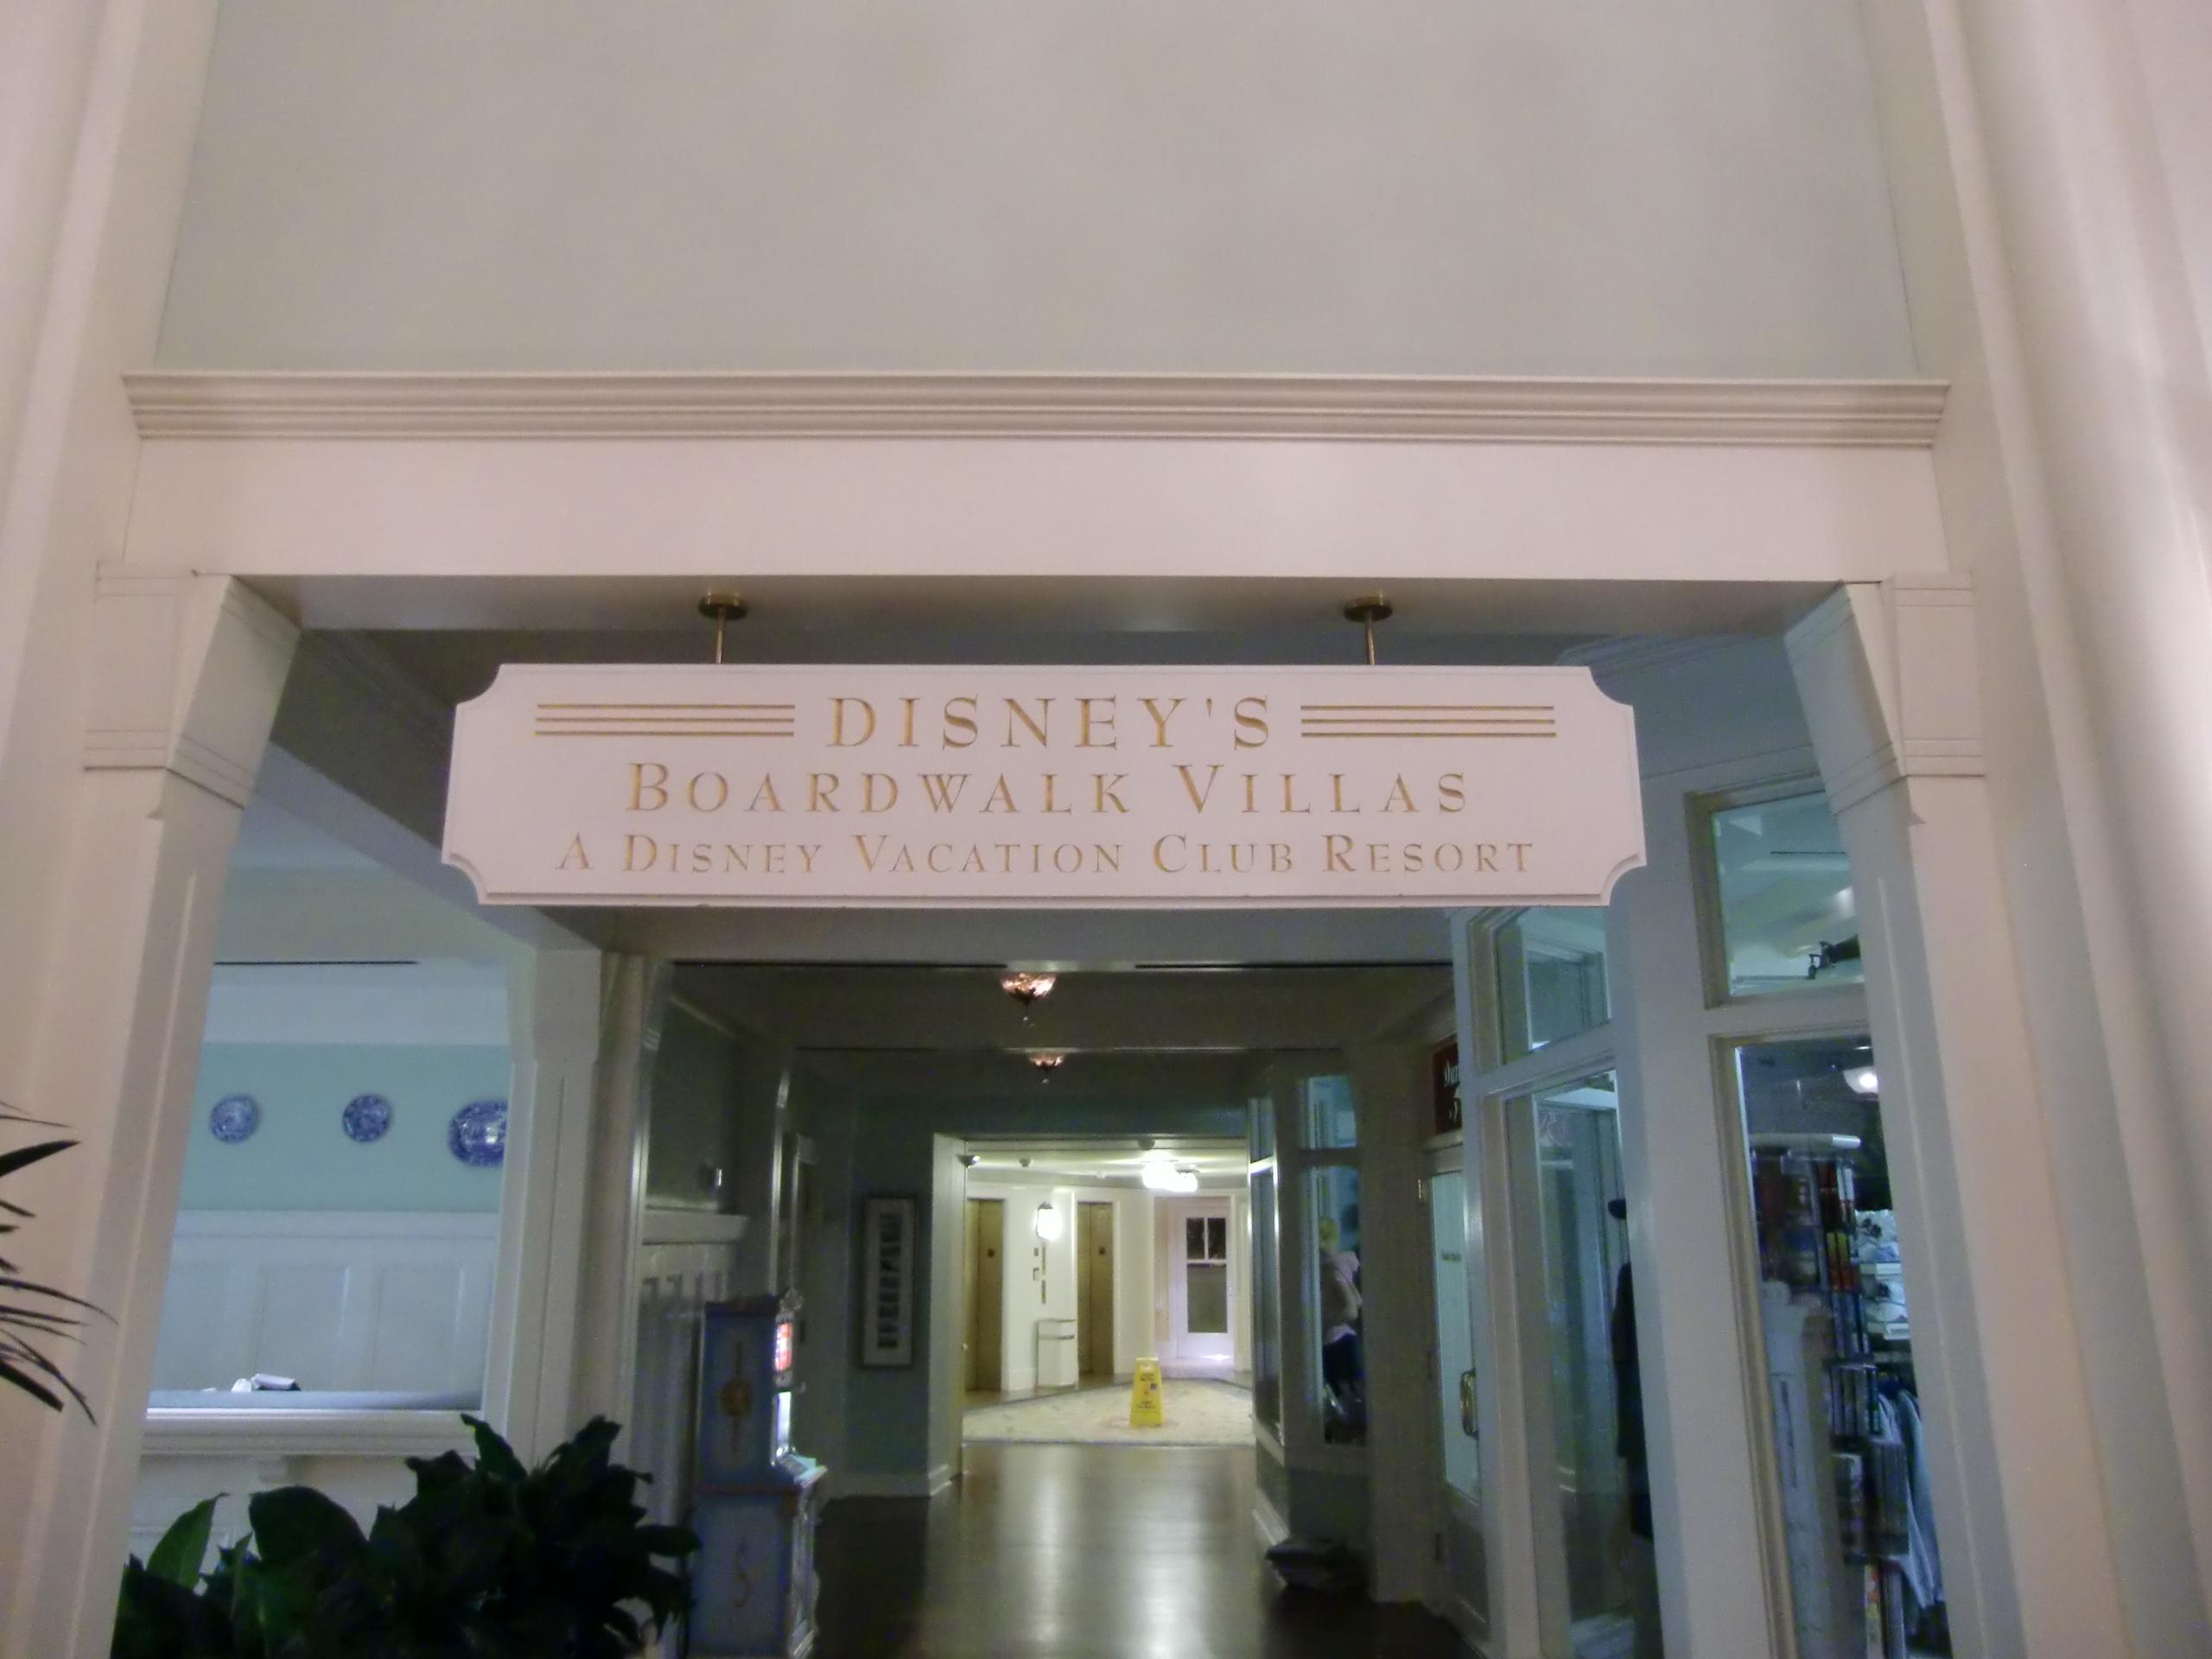 DISNEY'S
BOARDWALK VILLAS
A DISNEY VACATION CLUB RESORT